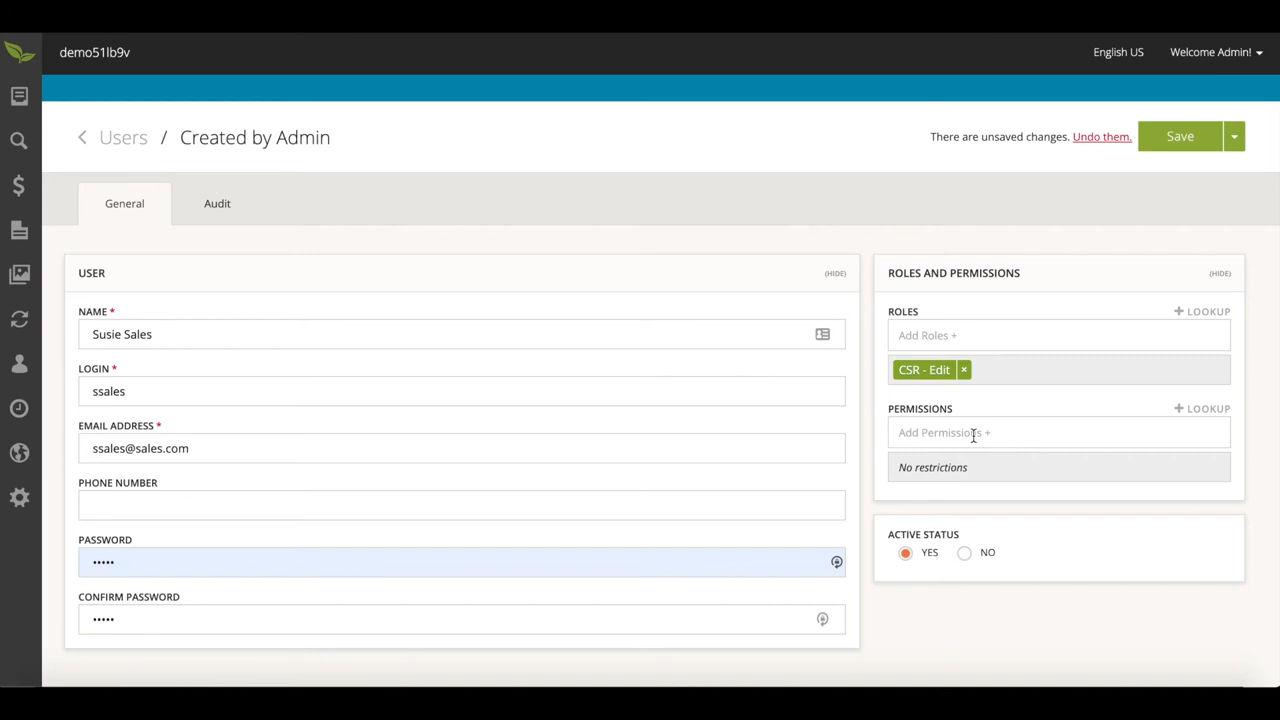 demo51lb9v
English US
Welcome Admin!
Users / Created by Admin
There are unsaved changes. Undo them.
Save
General
Audit
USER
(HIDE)
NAME *
Susie Sales
LOGIN *
ssales
EMAIL ADDRESS *
ssales@sales.com
PHONE NUMBER
PASSWORD
•••••
CONFIRM PASSWORD
•••••
ROLES AND PERMISSIONS
(HIDE)
ROLES
+ LOOKUP
Add Roles +
CSR - Edit ×
PERMISSIONS
+ LOOKUP
Add Permissions +
No restrictions
ACTIVE STATUS
YES
NO